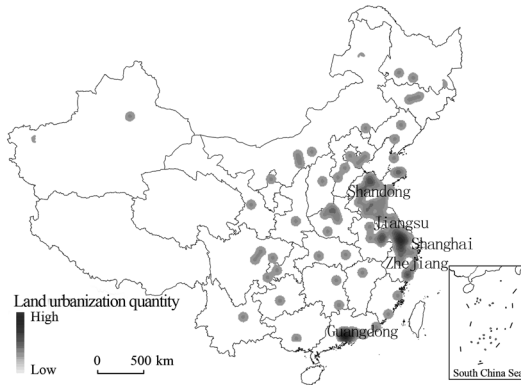 Shandong
Jiangsu
Shanghai
ZheJiang
Land urbanization quantity
High
Guangdong
Low
0 500 km
South China Sea